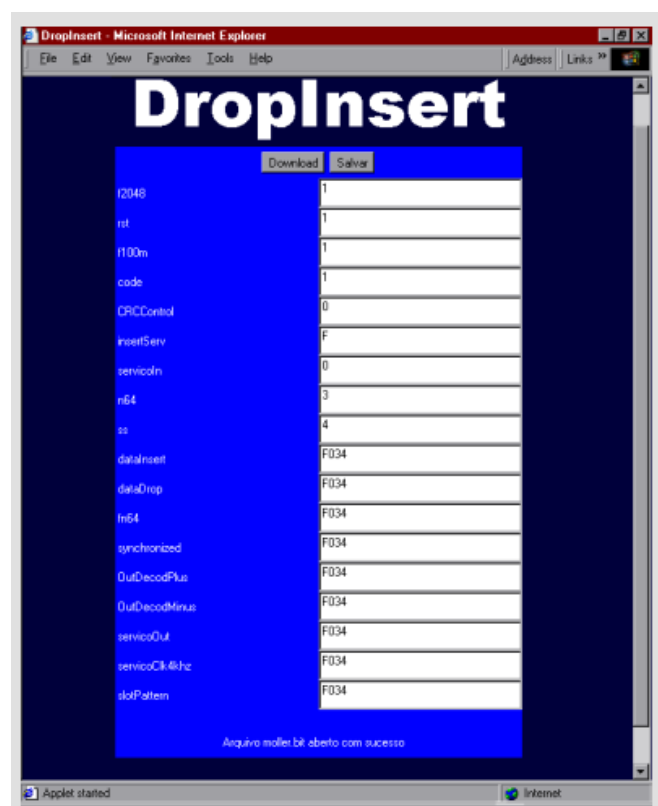 DropInsert - Microsoft Internet Explorer
File Edit View Favorites Tools Help Address Links »
DropInsert
Download Salvar
f2048 1
rst 1
f100m 1
code 1
CRCControl 0
insertServ F
servicoIn 0
n64 3
ss 4
dataInsert F034
dataDrop F034
fn64 F034
synchronized F034
OutDecodPlus F034
OutDecodMinus F034
servicoOut F034
servicoClk4khz F034
slotPattern F034
Arquivo moller.bit aberto com sucesso
Applet started Internet